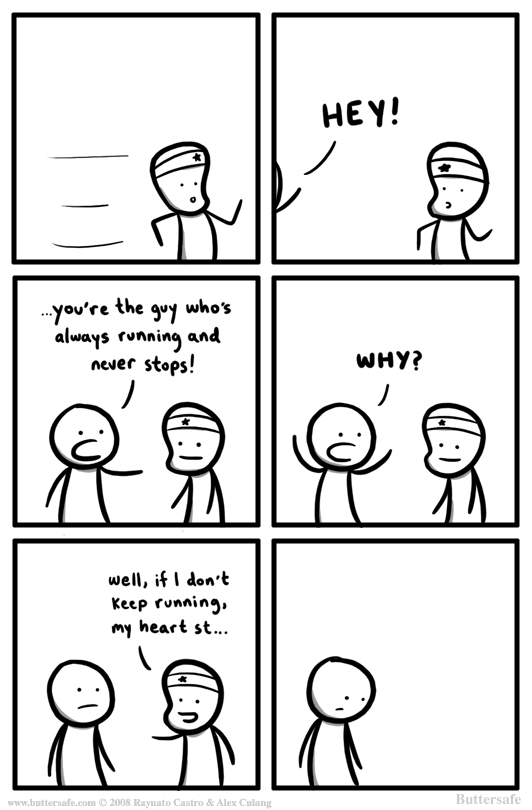 HEY!
...you're the guy who's
always running and
never stops!
WHY?
well, if I don't
keep running,
my heart st...
www.buttersafe.com © 2008 Raynato Castro & Alex Culang
Buttersafe